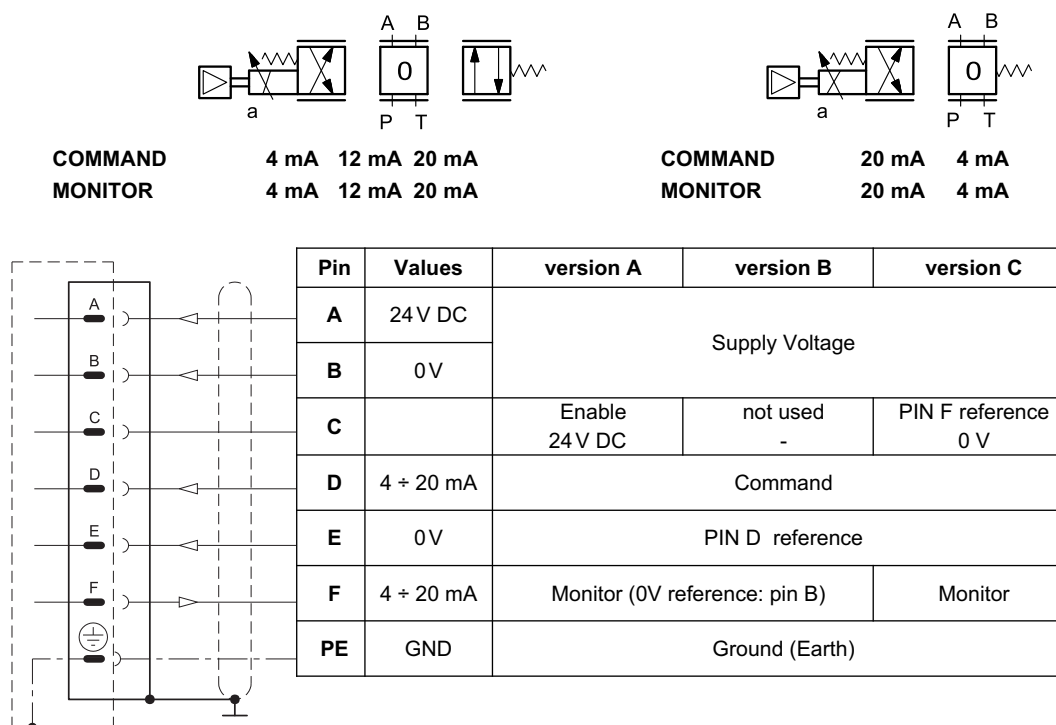 A B A B
0 0
a a
P T P T
COMMAND 4 mA 12 mA 20 mA COMMAND 20 mA 4 mA
MONITOR 4 mA 12 mA 20 mA MONITOR 20 mA 4 mA
Pin Values version A version B version C
A A 24 V DC
Supply Voltage
B B 0 V
C C Enable 24 V DC not used - PIN F reference 0 V
D D 4 ÷ 20 mA Command
E E 0 V PIN D reference
F F 4 ÷ 20 mA Monitor (0V reference: pin B) Monitor
PE GND Ground (Earth)